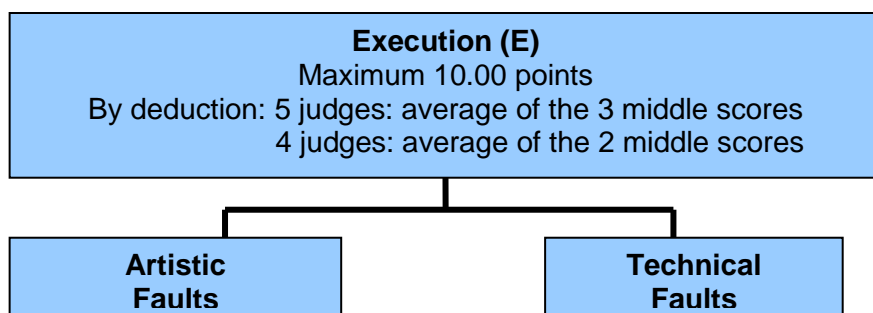 Execution (E)
Maximum 10.00 points
By deduction: 5 judges: average of the 3 middle scores
4 judges: average of the 2 middle scores
Artistic
Faults
Technical
Faults